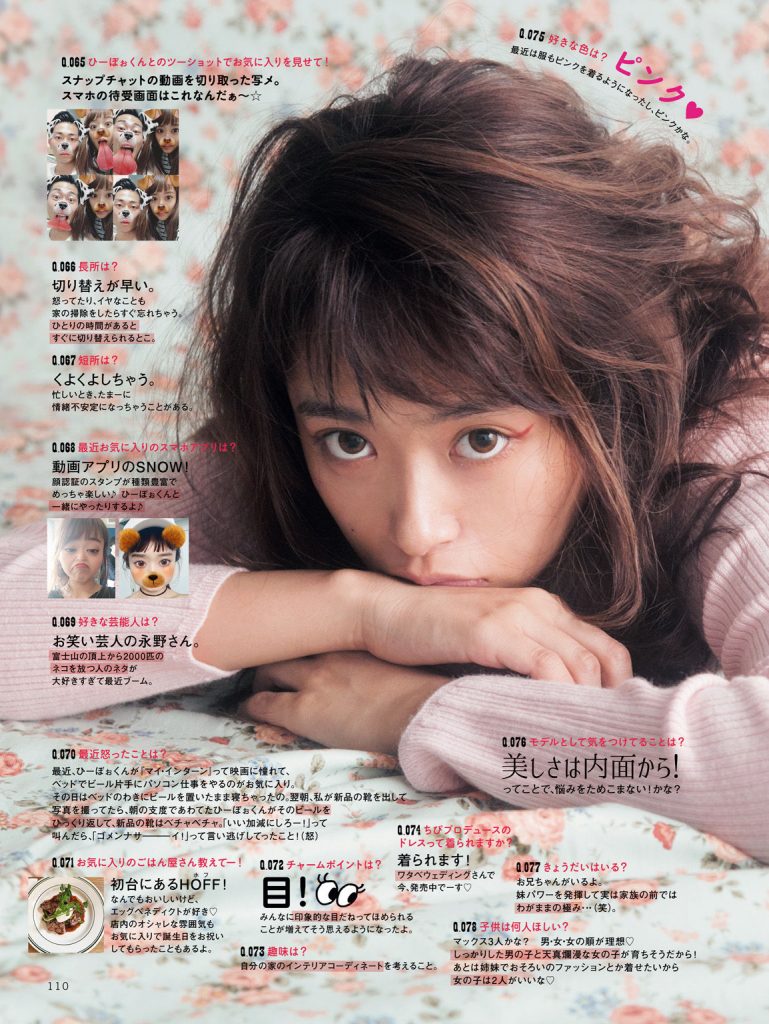 Q.065 ひーぼぉくんとのツーショットでお気に入りを見せて！
スナップチャットの動画を切り取った写メ。
スマホの待受画面はこれなんだぁ〜☆
Q.066 長所は？
切り替えが早い。
怒ってたり、イヤなことも
家の掃除をしたらすぐ忘れちゃう。
ひとりの時間があると
すぐに切り替えられるとこ。
Q.067 短所は？
くよくよしちゃう。
忙しいとき、たまーに
情緒不安定になっちゃうことがある。
Q.068 最近お気に入りのスマホアプリは？
動画アプリのSNOW！
顔認証のスタンプが種類豊富で
めっちゃ楽しい♪ ひーぼぉくんと
一緒にやったりするよ♪
Q.069 好きな芸能人は？
お笑い芸人の永野さん。
富士山の頂上から2000匹の
ネコを放つ人のネタが
大好きすぎて最近ブーム。
Q.070 最近怒ったことは？
最近、ひーぼぉくんが『マイ・インターン』って映画に憧れて、
ベッドでビール片手にパソコン仕事をやるのがお気に入り。
その日はベッドのわきにビールを置いたまま寝ちゃったの。翌朝、私が新品の靴を出して
写真を撮ってたら、朝の支度であわてたひーぼぉくんがそのビールを
ひっくり返して、新品の靴はベチャベチャ。「いい加減にしろー！」って
叫んだら、「ゴメンナサーーーイ！」って言い逃げしてったこと！（怒）
Q.071 お気に入りのごはん屋さん教えてー！
初台にあるHOFF！
ホフ
なんでもおいしいけど、
エッグベネディクトが好き♡
店内のオシャレな雰囲気も
お気に入りで誕生日をお祝い
してもらったこともあるよ。
Q.072 チャームポイントは？
目！
みんなに印象的な目だねってほめられる
ことが増えてそう思えるようになったよ。
Q.073 趣味は？
自分の家のインテリアコーディネートを考えること。
Q.074 ちぴプロデュースの
ドレスって着られますか？
着られます！
ワタベウェディングさんで
今、発売中でーす♡
Q.075 好きな色は？
ピンク♥
最近は服もピンクを着るようになったし、ピンクかな。
Q.076 モデルとして気をつけてることは？
美しさは内面から！
ってことで、悩みをためこまない！かな？
Q.077 きょうだいはいる？
お兄ちゃんがいるよ。
妹パワーを発揮して実は家族の前では
わがままの極み…（笑）。
Q.078 子供は何人ほしい？
マックス3人かな？ 男・女・女の順が理想♡
しっかりした男の子と天真爛漫な女の子が育ちそうだから！
あとは姉妹でおそろいのファッションとか着せたいから
女の子は2人がいいな♡
110